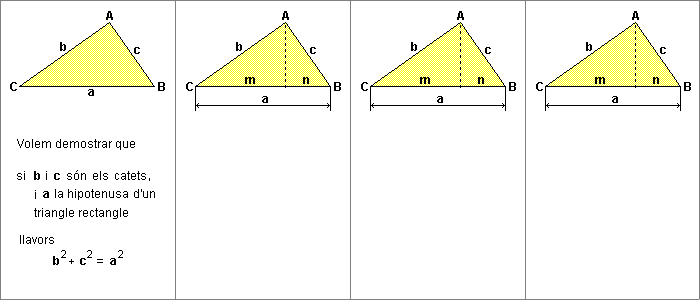 A
b
c
C
B
a
Volem demostrar que
si b i c són els catets,
i a la hipotenusa d'un
triangle rectangle
llavors
b² + c² = a²
A
b
c
m
n
C
B
a
A
b
c
m
n
C
B
a
A
b
c
m
n
C
B
a